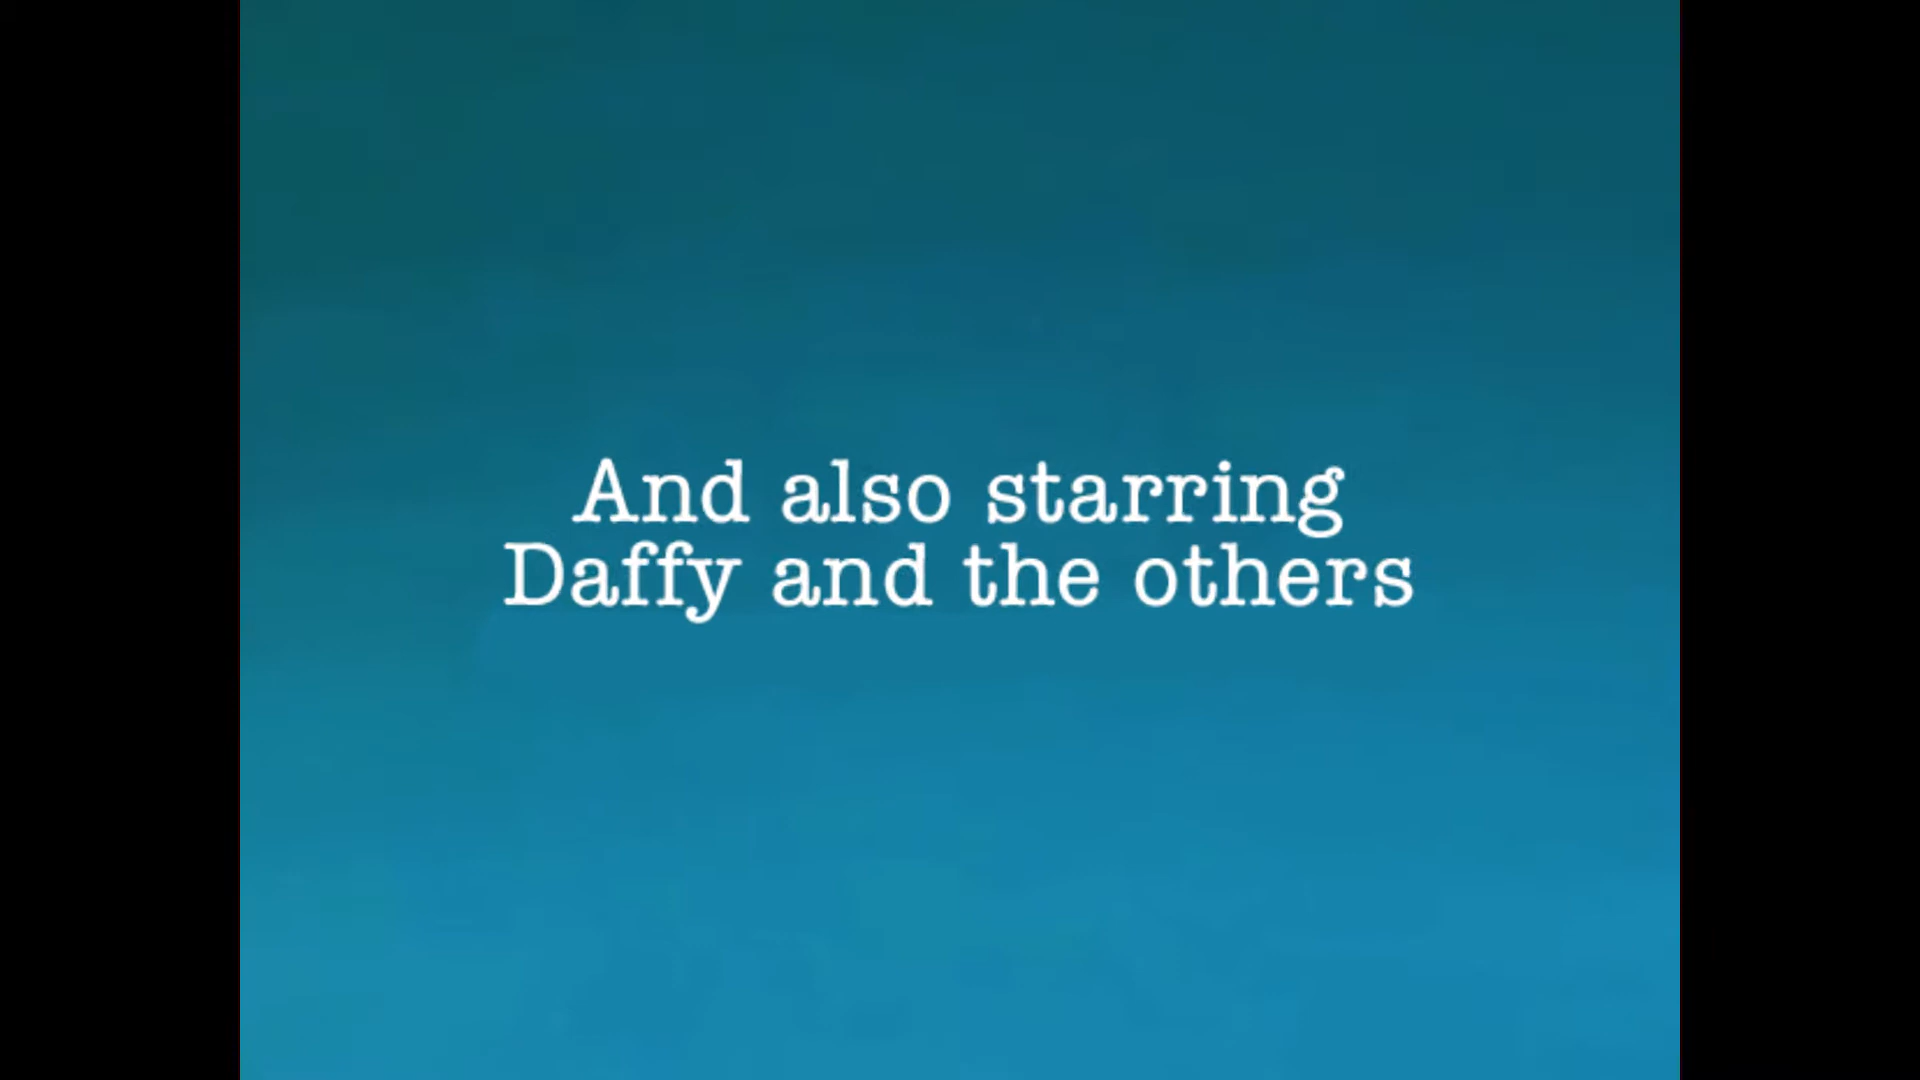 And also starring
Daffy and the others